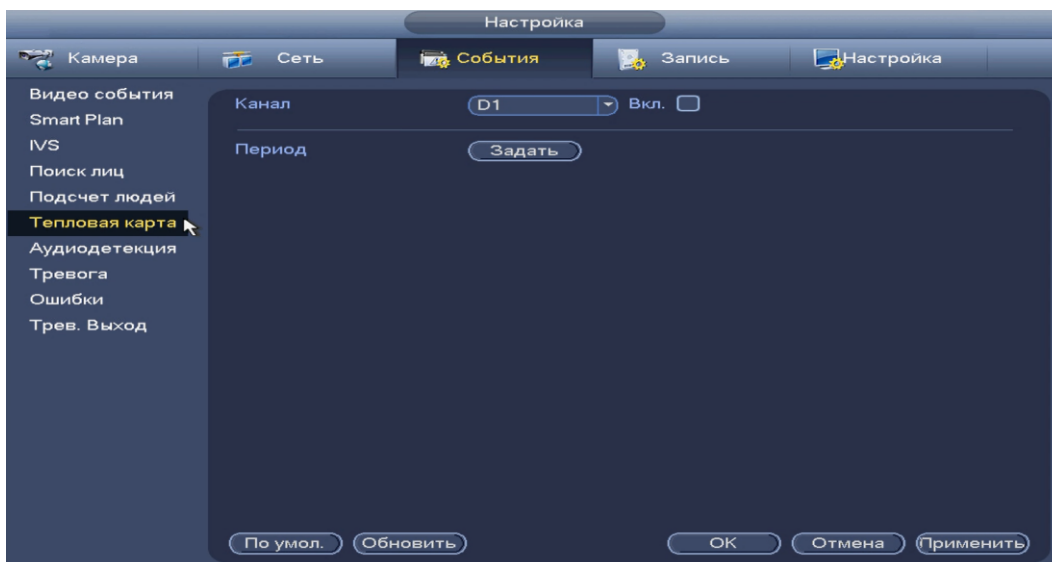 Настройка
Камера Сеть События Запись Настройка
Видео события
Smart Plan
IVS
Поиск лиц
Подсчет людей
Тепловая карта
Аудиодетекция
Тревога
Ошибки
Трев. Выход
Канал D1 Вкл.
Период Задать
По умол. Обновить OK Отмена Применить